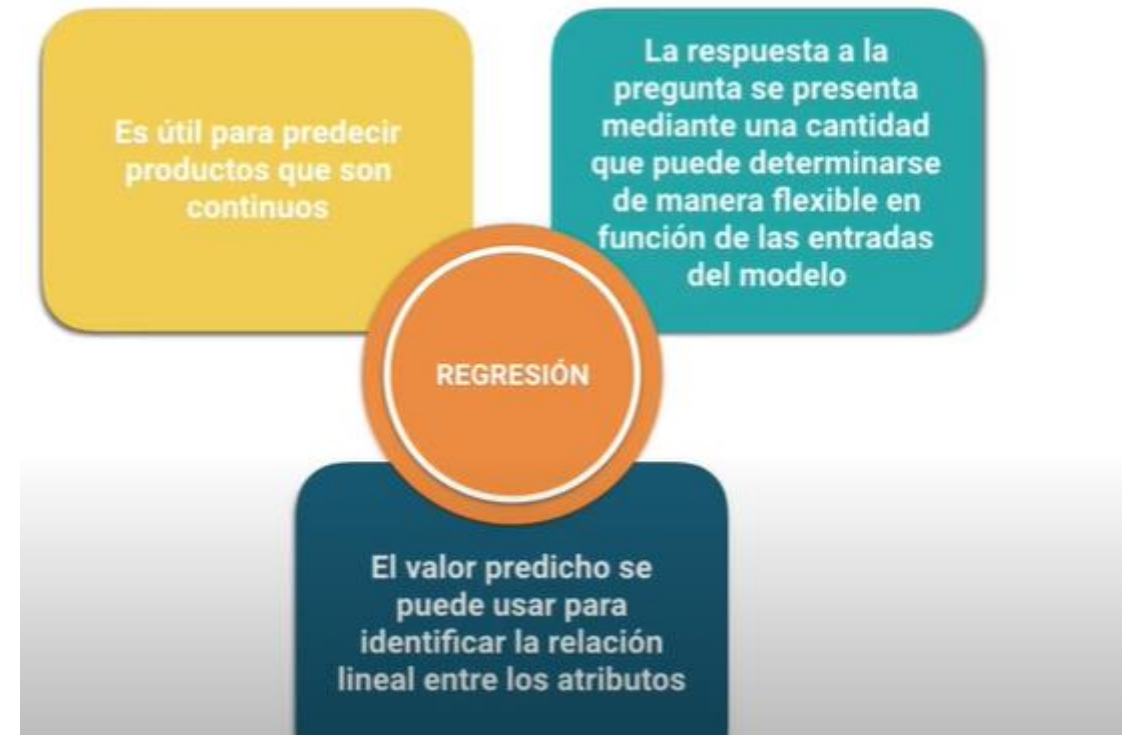 Es útil para predecir
productos que son
continuos
La respuesta a la
pregunta se presenta
mediante una cantidad
que puede determinarse
de manera flexible en
función de las entradas
del modelo
REGRESIÓN
El valor predicho se
puede usar para
identificar la relación
lineal entre los atributos